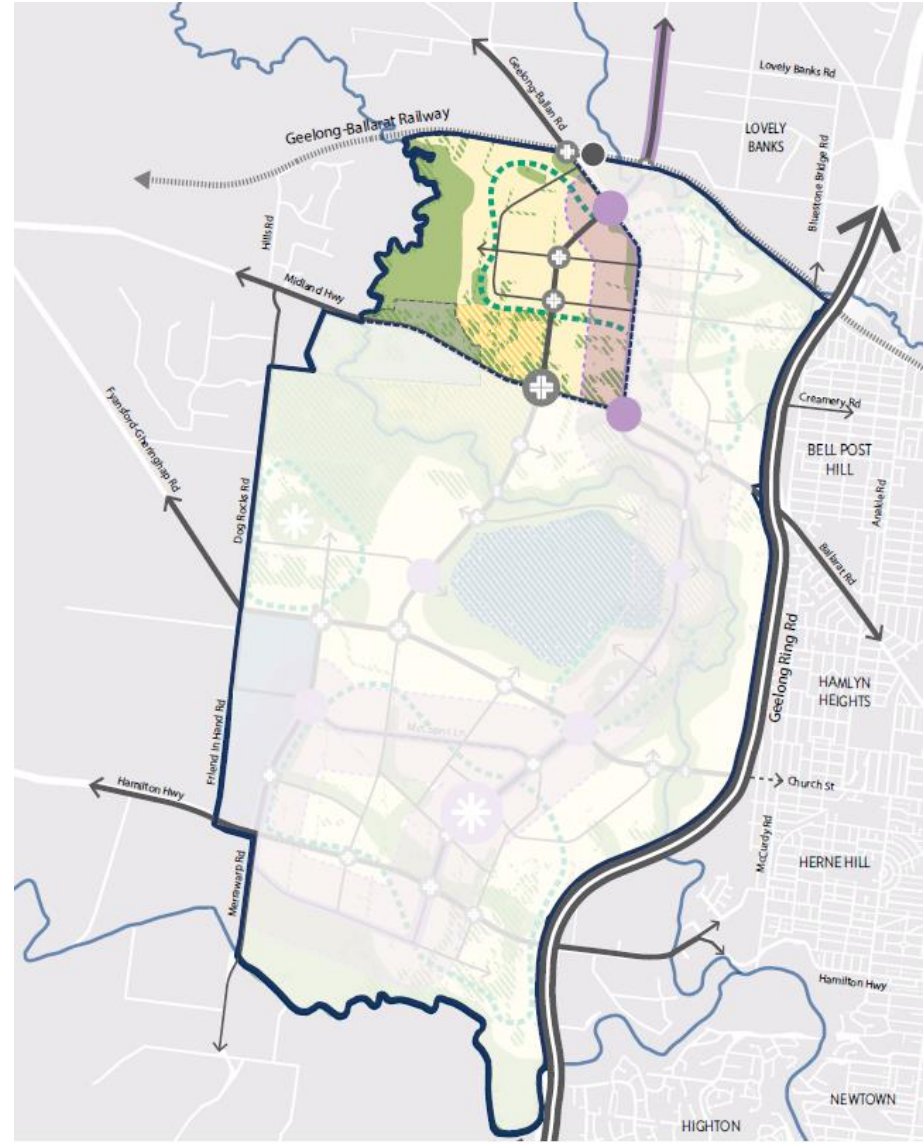 Lovely Banks Rd
Geelong-Ballan Rd
LOVELY
BANKS
Geelong-Ballarat Railway
Bluestone Bridge Rd
Hills Rd
Midland Hwy
Creamery Rd
Fyansford-Gheringhap Rd
BELL POST
HILL
Anakie Rd
Dog Rocks Rd
Ballarat Rd
Geelong Ring Rd
HAMLYN
HEIGHTS
Friend In Hand Rd
McCanns Ln
Hamilton Hwy
Church St
McCurdy Rd
HERNE HILL
Merrawarp Rd
Hamilton Hwy
NEWTOWN
HIGHTON